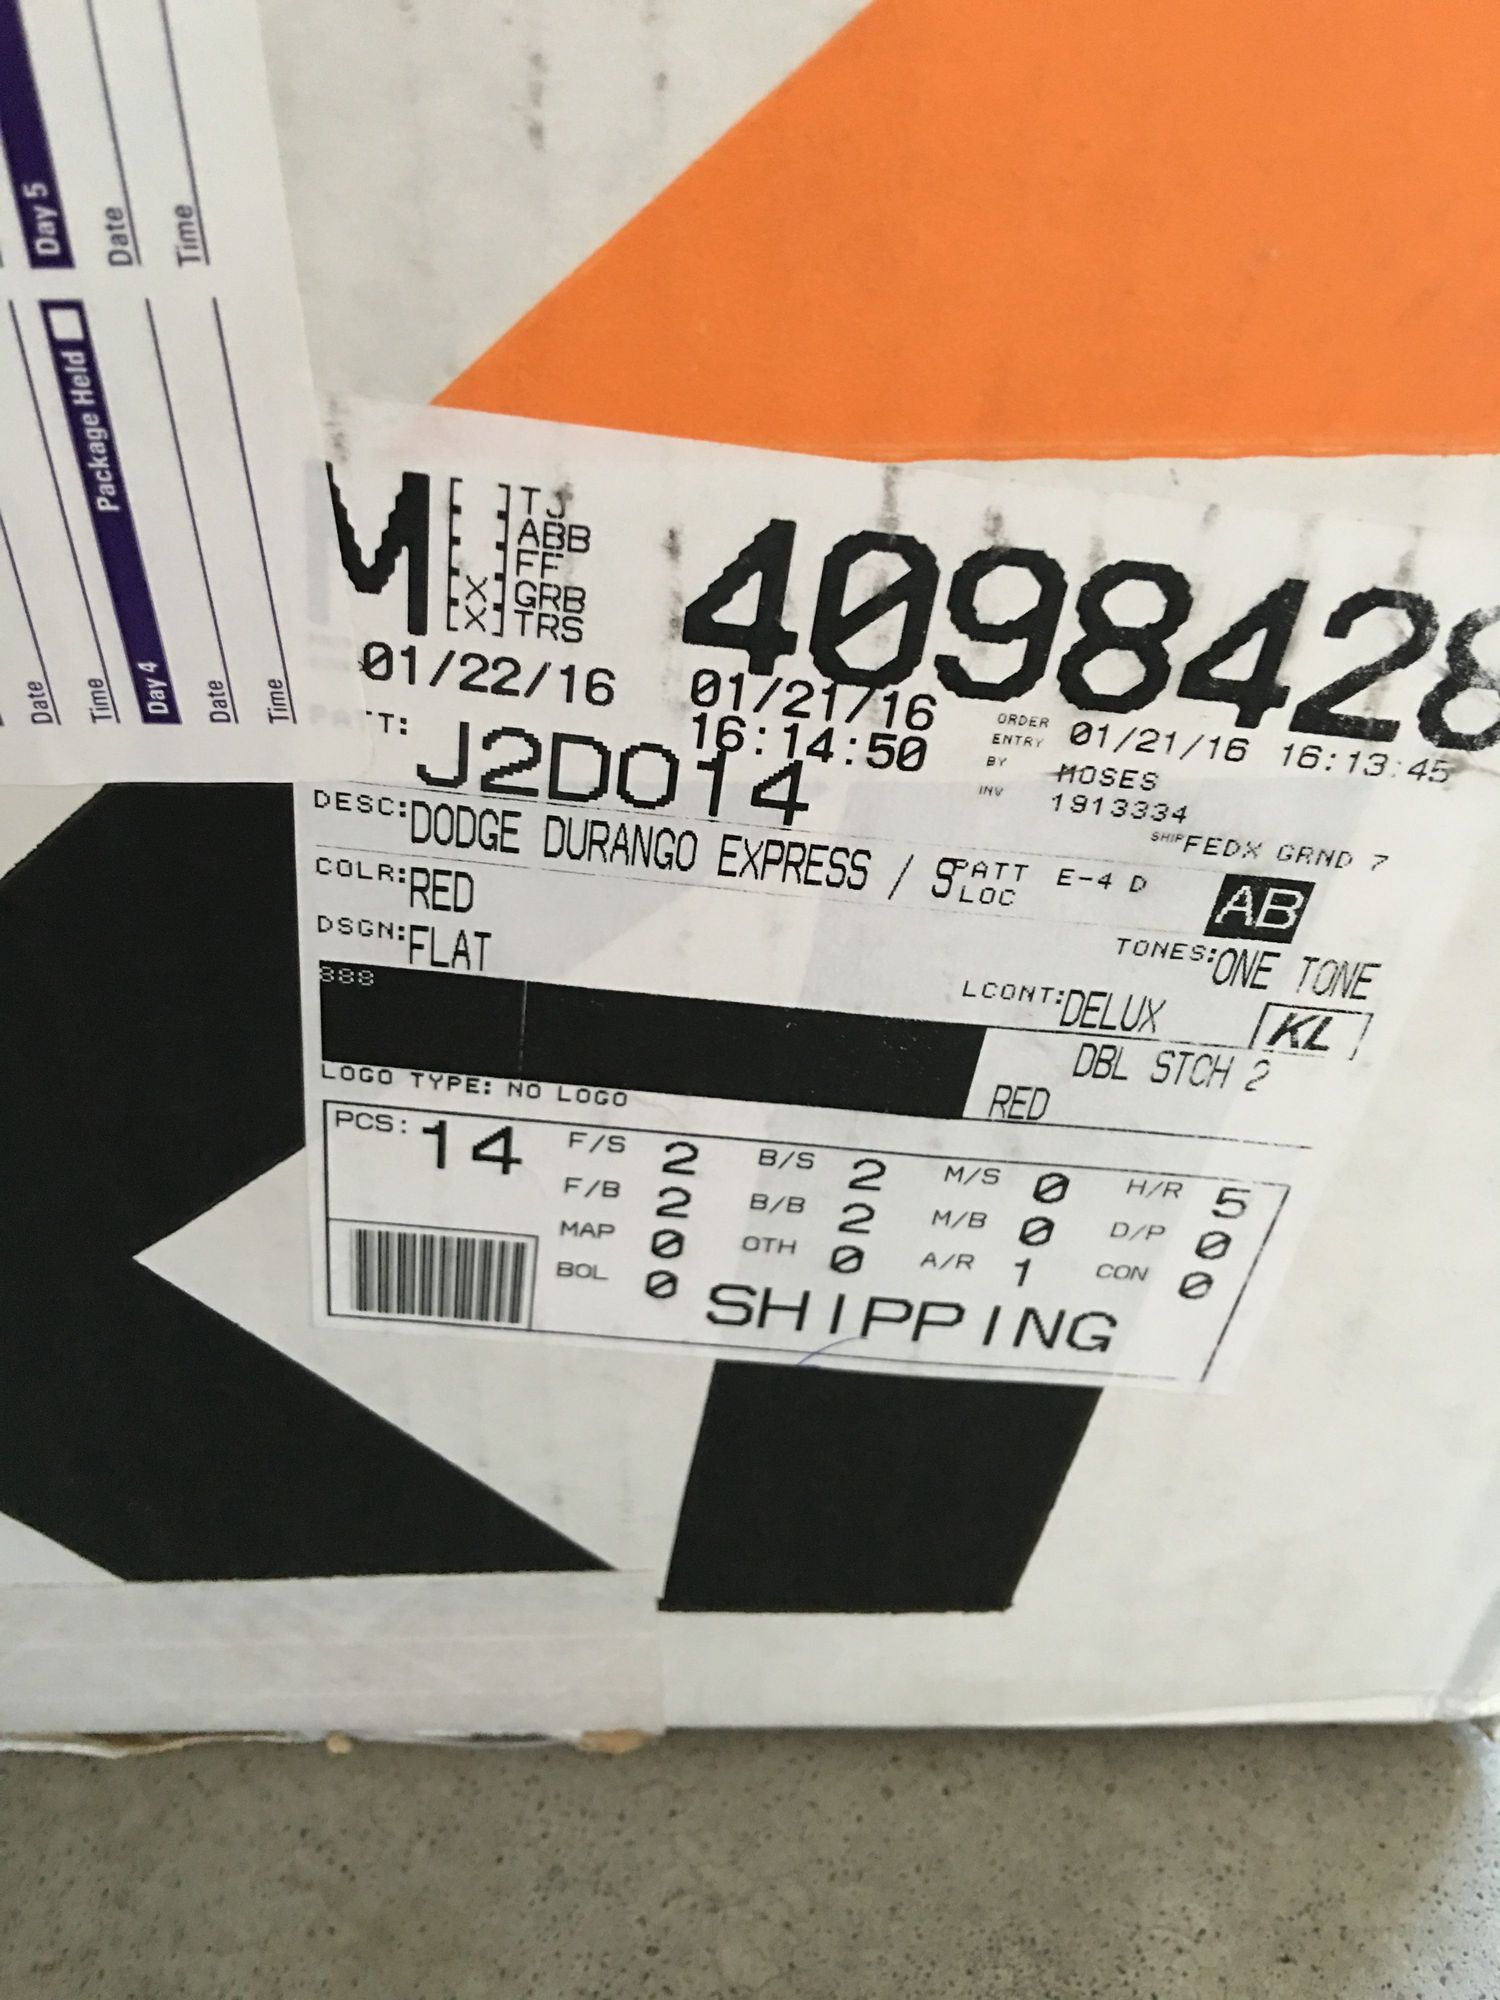 Day 5
Date
Time
Package Held
Date
Time
Day 4
Date
Time
[ ] TJ
[ ] ABB
[ ] FF
[X] GRB
[X] TRS
4098428
01/22/16
01/21/16
16:14:50
ORDER
ENTRY
BY
INV
01/21/16 16:13:45
MOSES
1913334
SHIP FEDX GRND 7
PATT: J2D014
DESC: DODGE DURANGO EXPRESS / S
PATT
LOC
E-4 D
AB
COLR: RED
TONES: ONE TONE
DSGN: FLAT
LCONT: DELUX
KL
888
DBL STCH 2
RED
LOGO TYPE: NO LOGO
PCS: 14
F/S 2 B/S 2 M/S 0 H/R 5
F/B 2 B/B 2 M/B 0 D/P 0
MAP 0 OTH 0 A/R 1 CON 0
BOL 0
SHIPPING